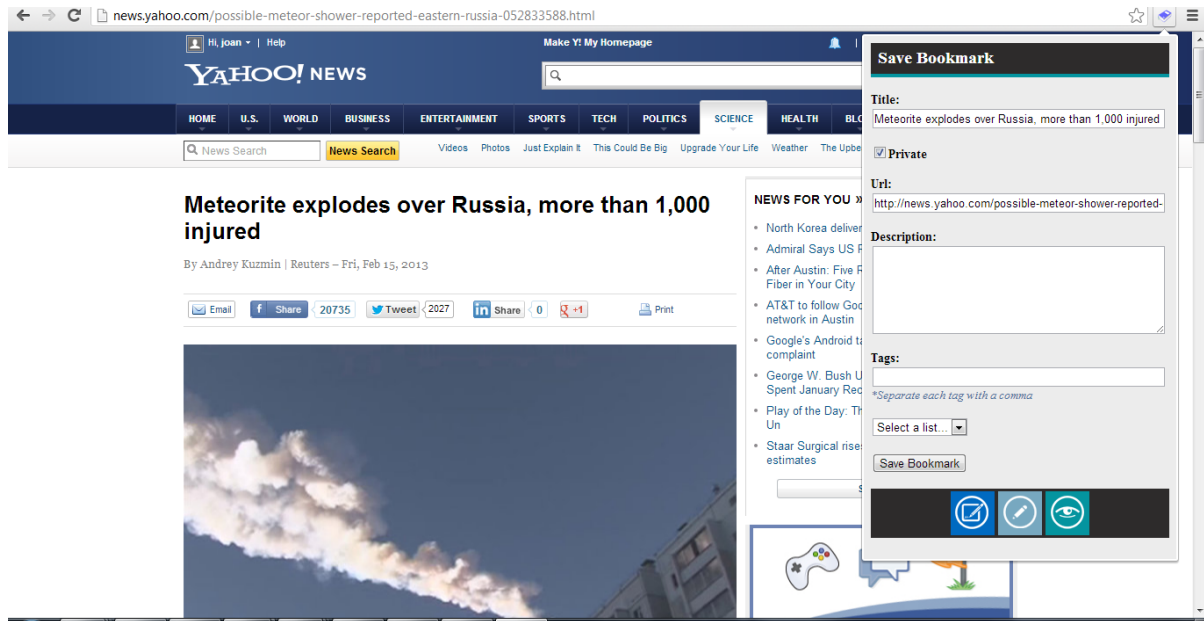 news.yahoo.com/possible-meteor-shower-reported-eastern-russia-052833588.html
Hi, joan | Help
Make Y! My Homepage
YAHOO! NEWS
HOME U.S. WORLD BUSINESS ENTERTAINMENT SPORTS TECH POLITICS SCIENCE HEALTH
News Search News Search Videos Photos Just Explain It This Could Be Big Upgrade Your Life Weather The
Meteorite explodes over Russia, more than 1,000
injured
By Andrey Kuzmin | Reuters – Fri, Feb 15, 2013
Email f Share 20735 Tweet 2027 in Share 0 g +1 Print
NEWS FOR YOU »
• North Korea
• Admiral Says US
• After Austin: Five
Fiber in Your City
• AT&T to follow
network in Austin
• Google's Android
complaint
• George W. Bush
Spent January
• Play of the Day:
Un
• Staar Surgical
estimates
Save Bookmark
Title:
Meteorite explodes over Russia, more than 1,000 injured
Private
Url:
http://news.yahoo.com/possible-meteor-shower-reported-
Description:
Tags:
*Separate each tag with a comma
Select a list...
Save Bookmark